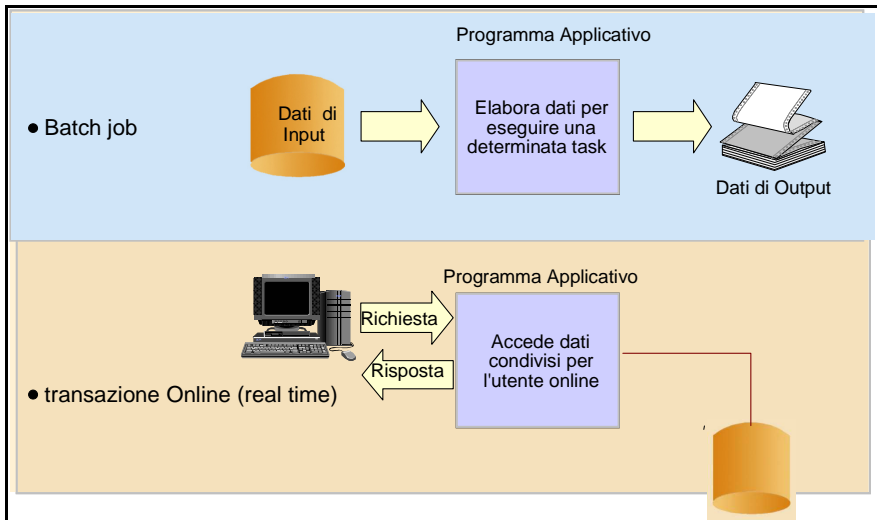 Programma Applicativo
● Batch job
Dati di
Input
Elabora dati per
eseguire una
determinata task
Dati di Output
Programma Applicativo
Richiesta
Risposta
Accede dati
condivisi per
l'utente online
● transazione Online (real time)